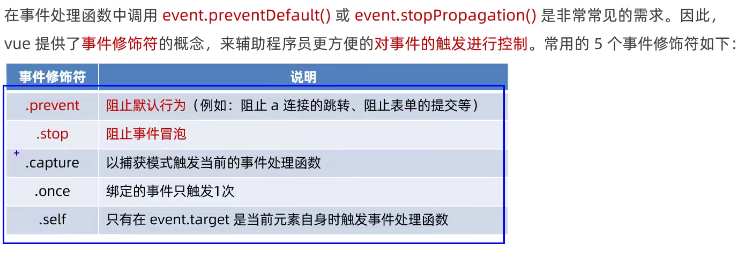 在事件处理函数中调用 event.preventDefault() 或 event.stopPropagation() 是非常常见的需求。因此，
vue 提供了事件修饰符的概念，来辅助程序员更方便的对事件的触发进行控制。常用的 5 个事件修饰符如下：
事件修饰符 说明
.prevent 阻止默认行为（例如：阻止 a 连接的跳转、阻止表单的提交等）
.stop 阻止事件冒泡
.capture 以捕获模式触发当前的事件处理函数
.once 绑定的事件只触发1次
.self 只有在 event.target 是当前元素自身时触发事件处理函数